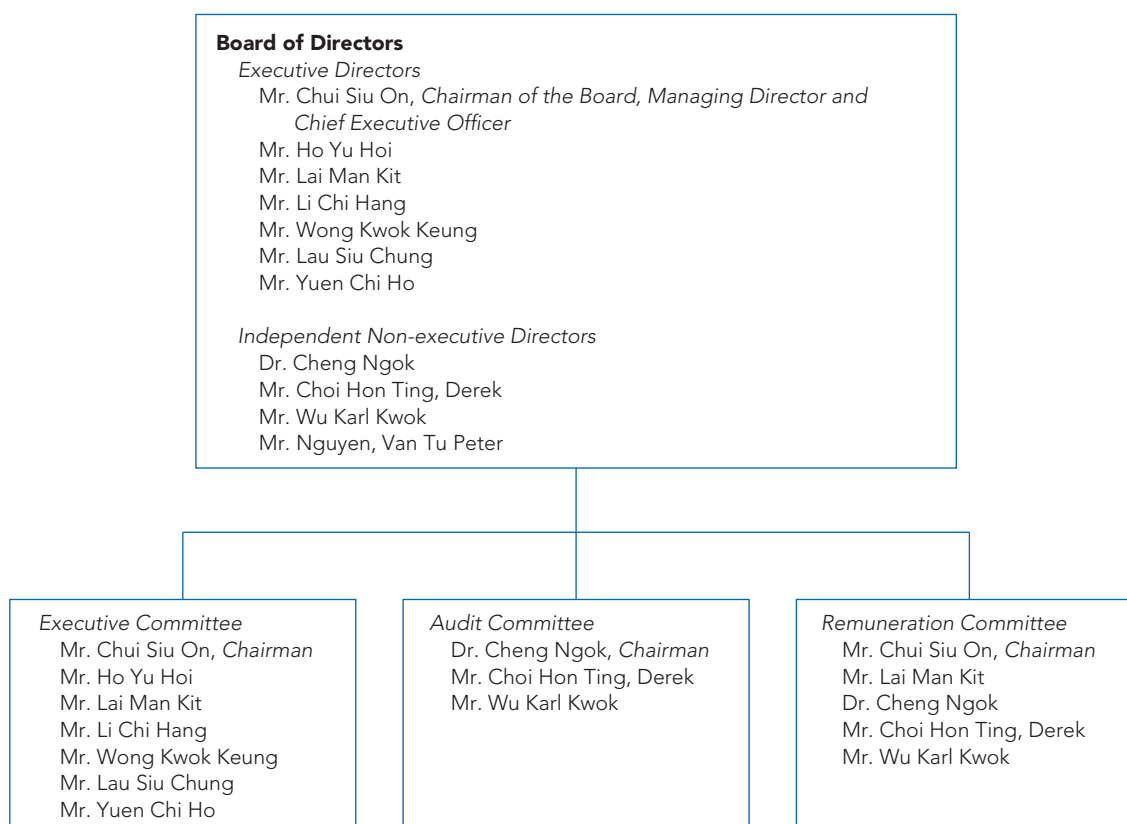 Board of Directors
Executive Directors
Mr. Chui Siu On, Chairman of the Board, Managing Director and
Chief Executive Officer
Mr. Ho Yu Hoi
Mr. Lai Man Kit
Mr. Li Chi Hang
Mr. Wong Kwok Keung
Mr. Lau Siu Chung
Mr. Yuen Chi Ho
Independent Non-executive Directors
Dr. Cheng Ngok
Mr. Choi Hon Ting, Derek
Mr. Wu Karl Kwok
Mr. Nguyen, Van Tu Peter
Executive Committee
Mr. Chui Siu On, Chairman
Mr. Ho Yu Hoi
Mr. Lai Man Kit
Mr. Li Chi Hang
Mr. Wong Kwok Keung
Mr. Lau Siu Chung
Mr. Yuen Chi Ho
Audit Committee
Dr. Cheng Ngok, Chairman
Mr. Choi Hon Ting, Derek
Mr. Wu Karl Kwok
Remuneration Committee
Mr. Chui Siu On, Chairman
Mr. Lai Man Kit
Dr. Cheng Ngok
Mr. Choi Hon Ting, Derek
Mr. Wu Karl Kwok